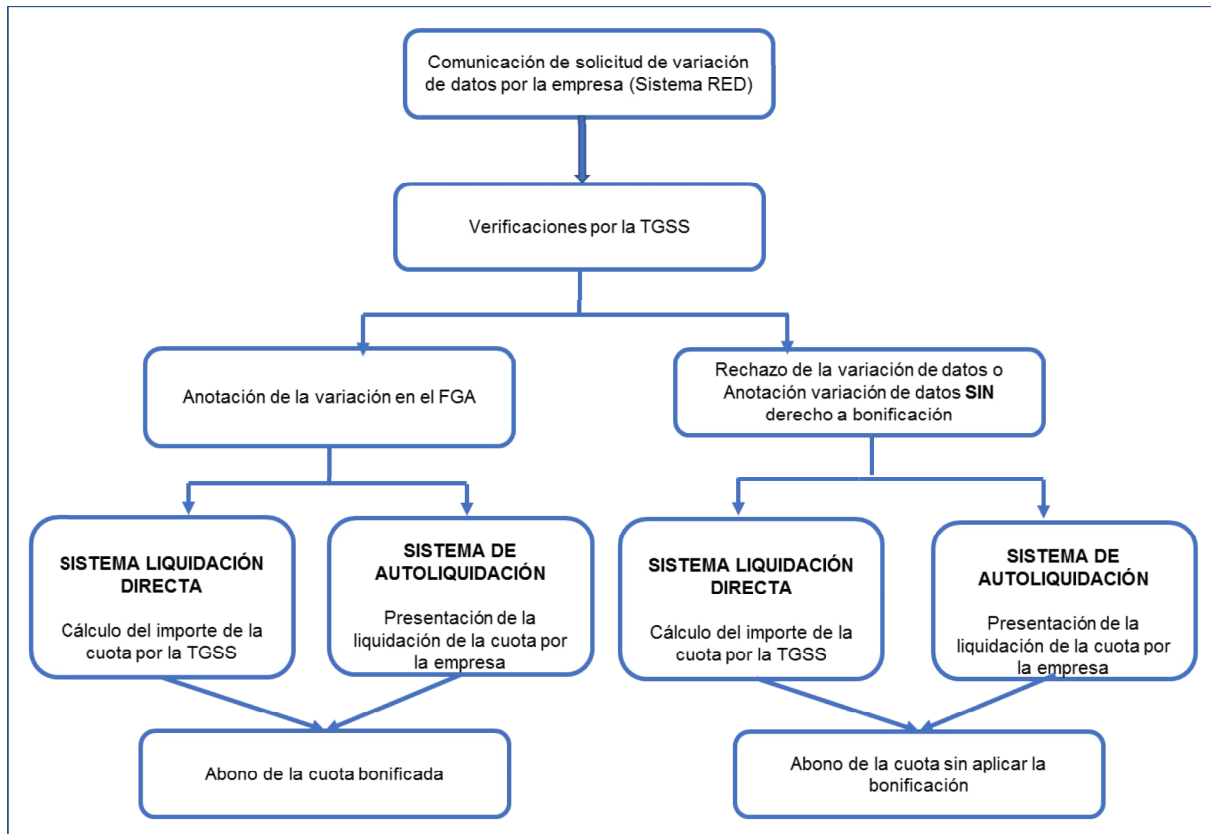 Comunicación de solicitud de variación
de datos por la empresa (Sistema RED)
Verificaciones por la TGSS
Anotación de la variación en el FGA
Rechazo de la variación de datos o
Anotación variación de datos SIN
derecho a bonificación
SISTEMA LIQUIDACIÓN
DIRECTA
Cálculo del importe de la
cuota por la TGSS
SISTEMA DE
AUTOLIQUIDACIÓN
Presentación de la
liquidación de la cuota por
la empresa
SISTEMA LIQUIDACIÓN
DIRECTA
Cálculo del importe de la
cuota por la TGSS
SISTEMA DE
AUTOLIQUIDACIÓN
Presentación de la
liquidación de la cuota por
la empresa
Abono de la cuota bonificada
Abono de la cuota sin aplicar la
bonificación